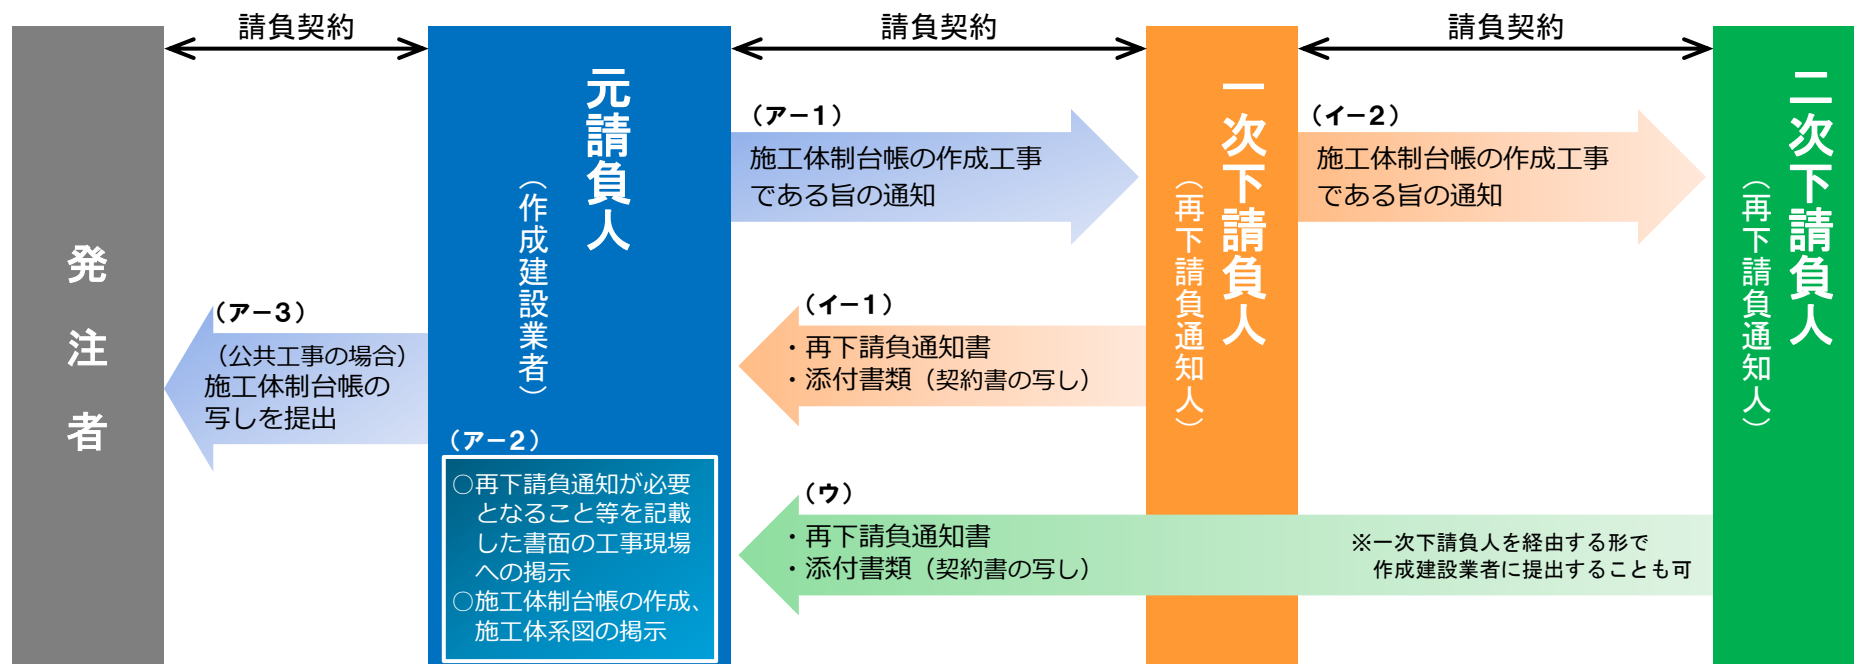 請負契約
請負契約
請負契約
発注者
元請負人
（作成建設業者）
一次下請負人
（再下請負通知人）
二次下請負人
（再下請負通知人）
（アー１）
施工体制台帳の作成工事
である旨の通知
（イー２）
施工体制台帳の作成工事
である旨の通知
（アー３）
（公共工事の場合）
施工体制台帳の
写しを提出
（イー１）
・再下請負通知書
・添付書類（契約書の写し）
（アー２）
○再下請負通知が必要
となること等を記載
した書面の工事現場
への掲示
○施工体制台帳の作成、
施工体系図の掲示
（ウ）
・再下請負通知書
・添付書類（契約書の写し）
※一次下請負人を経由する形で
作成建設業者に提出することも可